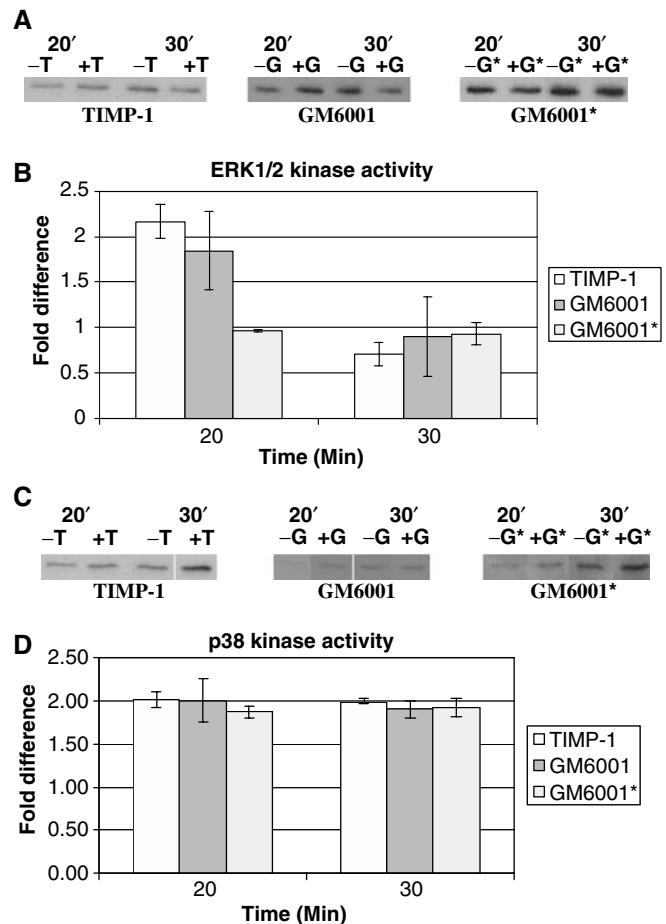 A
20′ 30′ 20′ 30′ 20′ 30′
–T +T –T +T –G +G –G +G –G* +G* –G* +G*
TIMP-1 GM6001 GM6001*
B
ERK1/2 kinase activity
2.5
2
1.5
1
0.5
0
Fold difference
20 30
Time (Min)
TIMP-1
GM6001
GM6001*
C
20′ 30′ 20′ 30′ 20′ 30′
–T +T –T +T –G +G –G +G –G* +G* –G* +G*
TIMP-1 GM6001 GM6001*
D
p38 kinase activity
2.50
2.00
1.50
1.00
0.50
0.00
Fold difference
20 30
Time (Min)
TIMP-1
GM6001
GM6001*